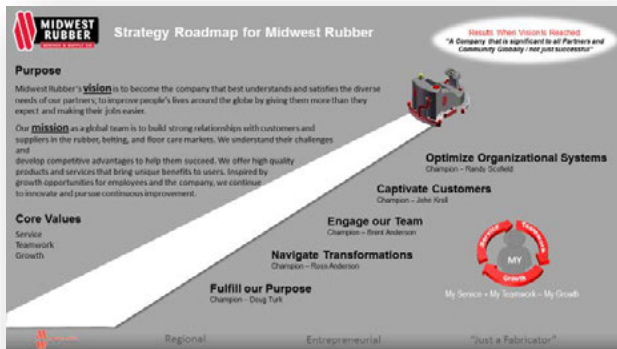 MIDWEST
RUBBER
SERVICE & SUPPLY CO.
Strategy Roadmap for Midwest Rubber
Results When Vision Is Reached:
"A Company that is significant to all Partners and
Community Globally / not just successful"
Purpose
Midwest Rubber's vision is to become the company that best understands and satisfies the diverse
needs of our partners; to improve people's lives around the globe by giving them more than they
expect and making their jobs easier.
Our mission as a global team is to build strong relationships with customers and
suppliers in the rubber, belting, and floor care markets. We understand their challenges
and
develop competitive advantages to help them succeed. We offer high quality
products and services that bring unique benefits to users. Inspired by
growth opportunities for employees and the company, we continue
to innovate and pursue continuous improvement.
Optimize Organizational Systems
Champion – Randy Scofield
Captivate Customers
Champion – John Kroll
Engage our Team
Champion – Brent Anderson
Navigate Transformations
Champion – Ross Anderson
Fulfill our Purpose
Champion – Doug Turk
Core Values
Service
Teamwork
Growth
Service
Teamwork
Growth
MY
My Service + My Teamwork = My Growth
Regional
Entrepreneurial
"Just a Fabricator"